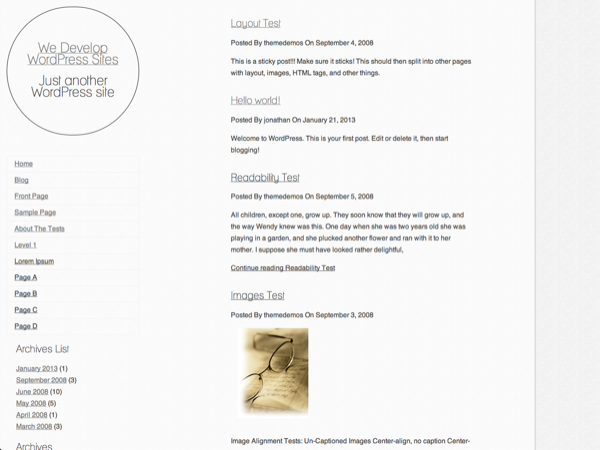 We Develop
WordPress Sites
Just another
WordPress site
Home
Blog
Front Page
Sample Page
About The Tests
Level 1
Lorem Ipsum
Page A
Page B
Page C
Page D
Archives List
January 2013 (1)
September 2008 (3)
June 2008 (10)
May 2008 (5)
April 2008 (1)
March 2008 (3)
Archives
Layout Test
Posted By themedemos On September 4, 2008
This is a sticky post!!! Make sure it sticks! This should then split into other pages
with layout, images, HTML tags, and other things.
Hello world!
Posted By jonathan On January 21, 2013
Welcome to WordPress. This is your first post. Edit or delete it, then start
blogging!
Readability Test
Posted By themedemos On September 5, 2008
All children, except one, grow up. They soon know that they will grow up, and
the way Wendy knew was this. One day when she was two years old she was
playing in a garden, and she plucked another flower and ran with it to her
mother. I suppose she must have looked rather delightful,
Continue reading Readability Test
Images Test
Posted By themedemos On September 3, 2008
Image Alignment Tests: Un-Captioned Images Center-align, no caption Center-